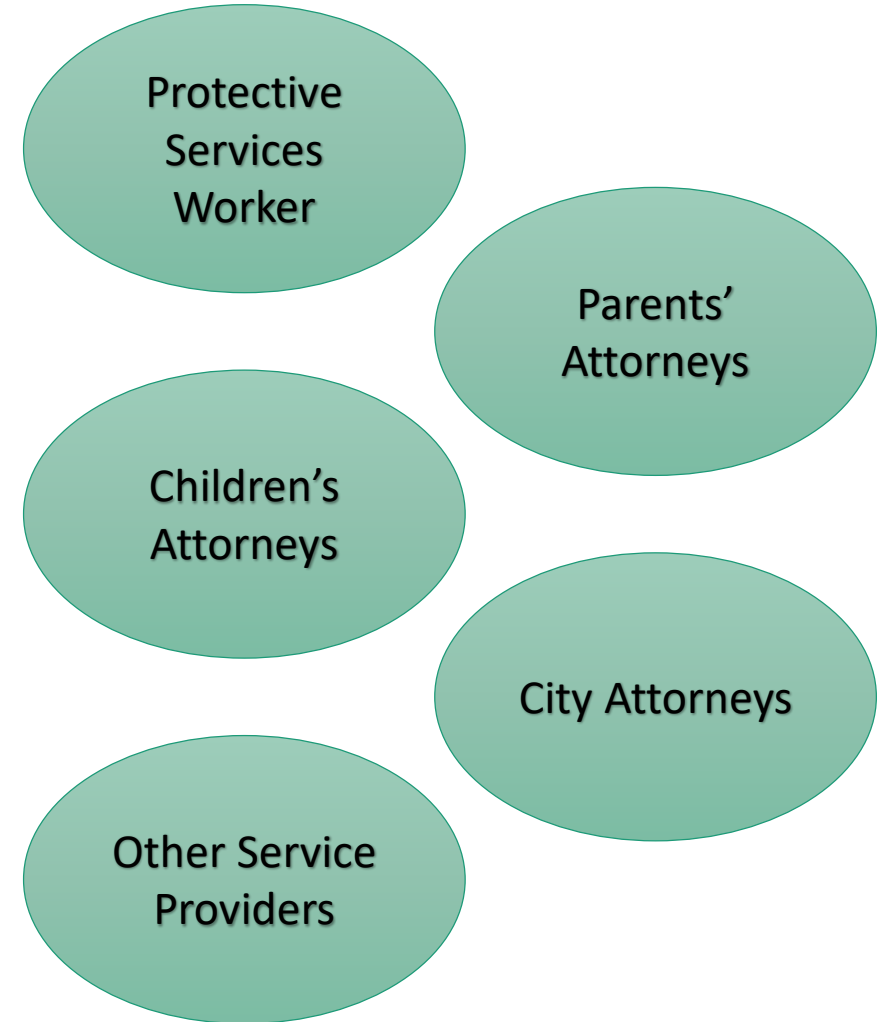 Protective
Services
Worker
Parents’
Attorneys
Children’s
Attorneys
City Attorneys
Other Service
Providers